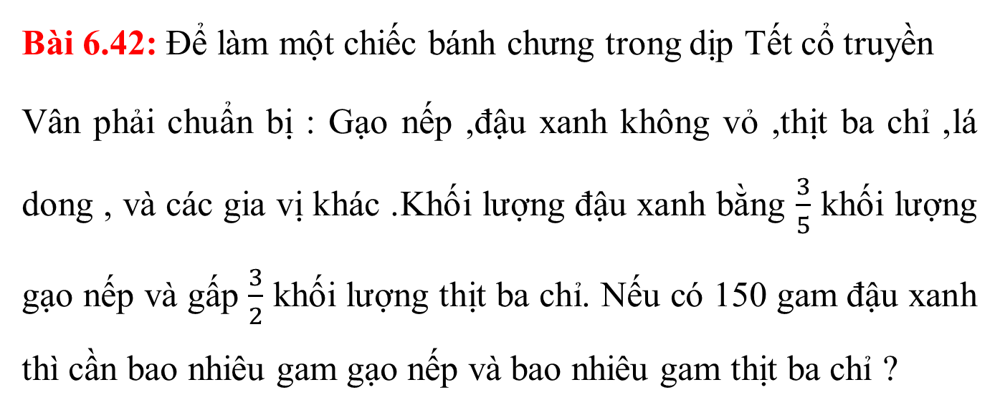 Bài 6.42: Để làm một chiếc bánh chưng trong dịp Tết cổ truyền
Vân phải chuẩn bị : Gạo nếp ,đậu xanh không vỏ ,thịt ba chỉ ,lá
dong , và các gia vị khác .Khối lượng đậu xanh bằng 3/5 khối lượng
gạo nếp và gấp 3/2 khối lượng thịt ba chỉ. Nếu có 150 gam đậu xanh
thì cần bao nhiêu gam gạo nếp và bao nhiêu gam thịt ba chỉ ?